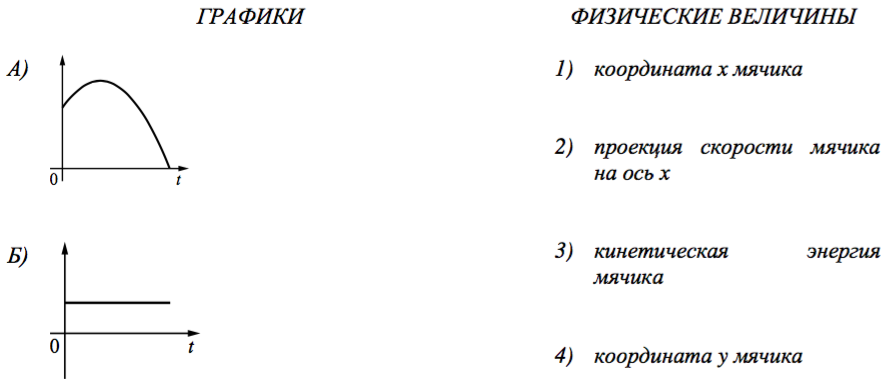 ГРАФИКИ
ФИЗИЧЕСКИЕ ВЕЛИЧИНЫ
А)
0
t
Б)
0
t
1) координата x мячика
2) проекция скорости мячика
на ось x
3) кинетическая энергия
мячика
4) координата y мячика